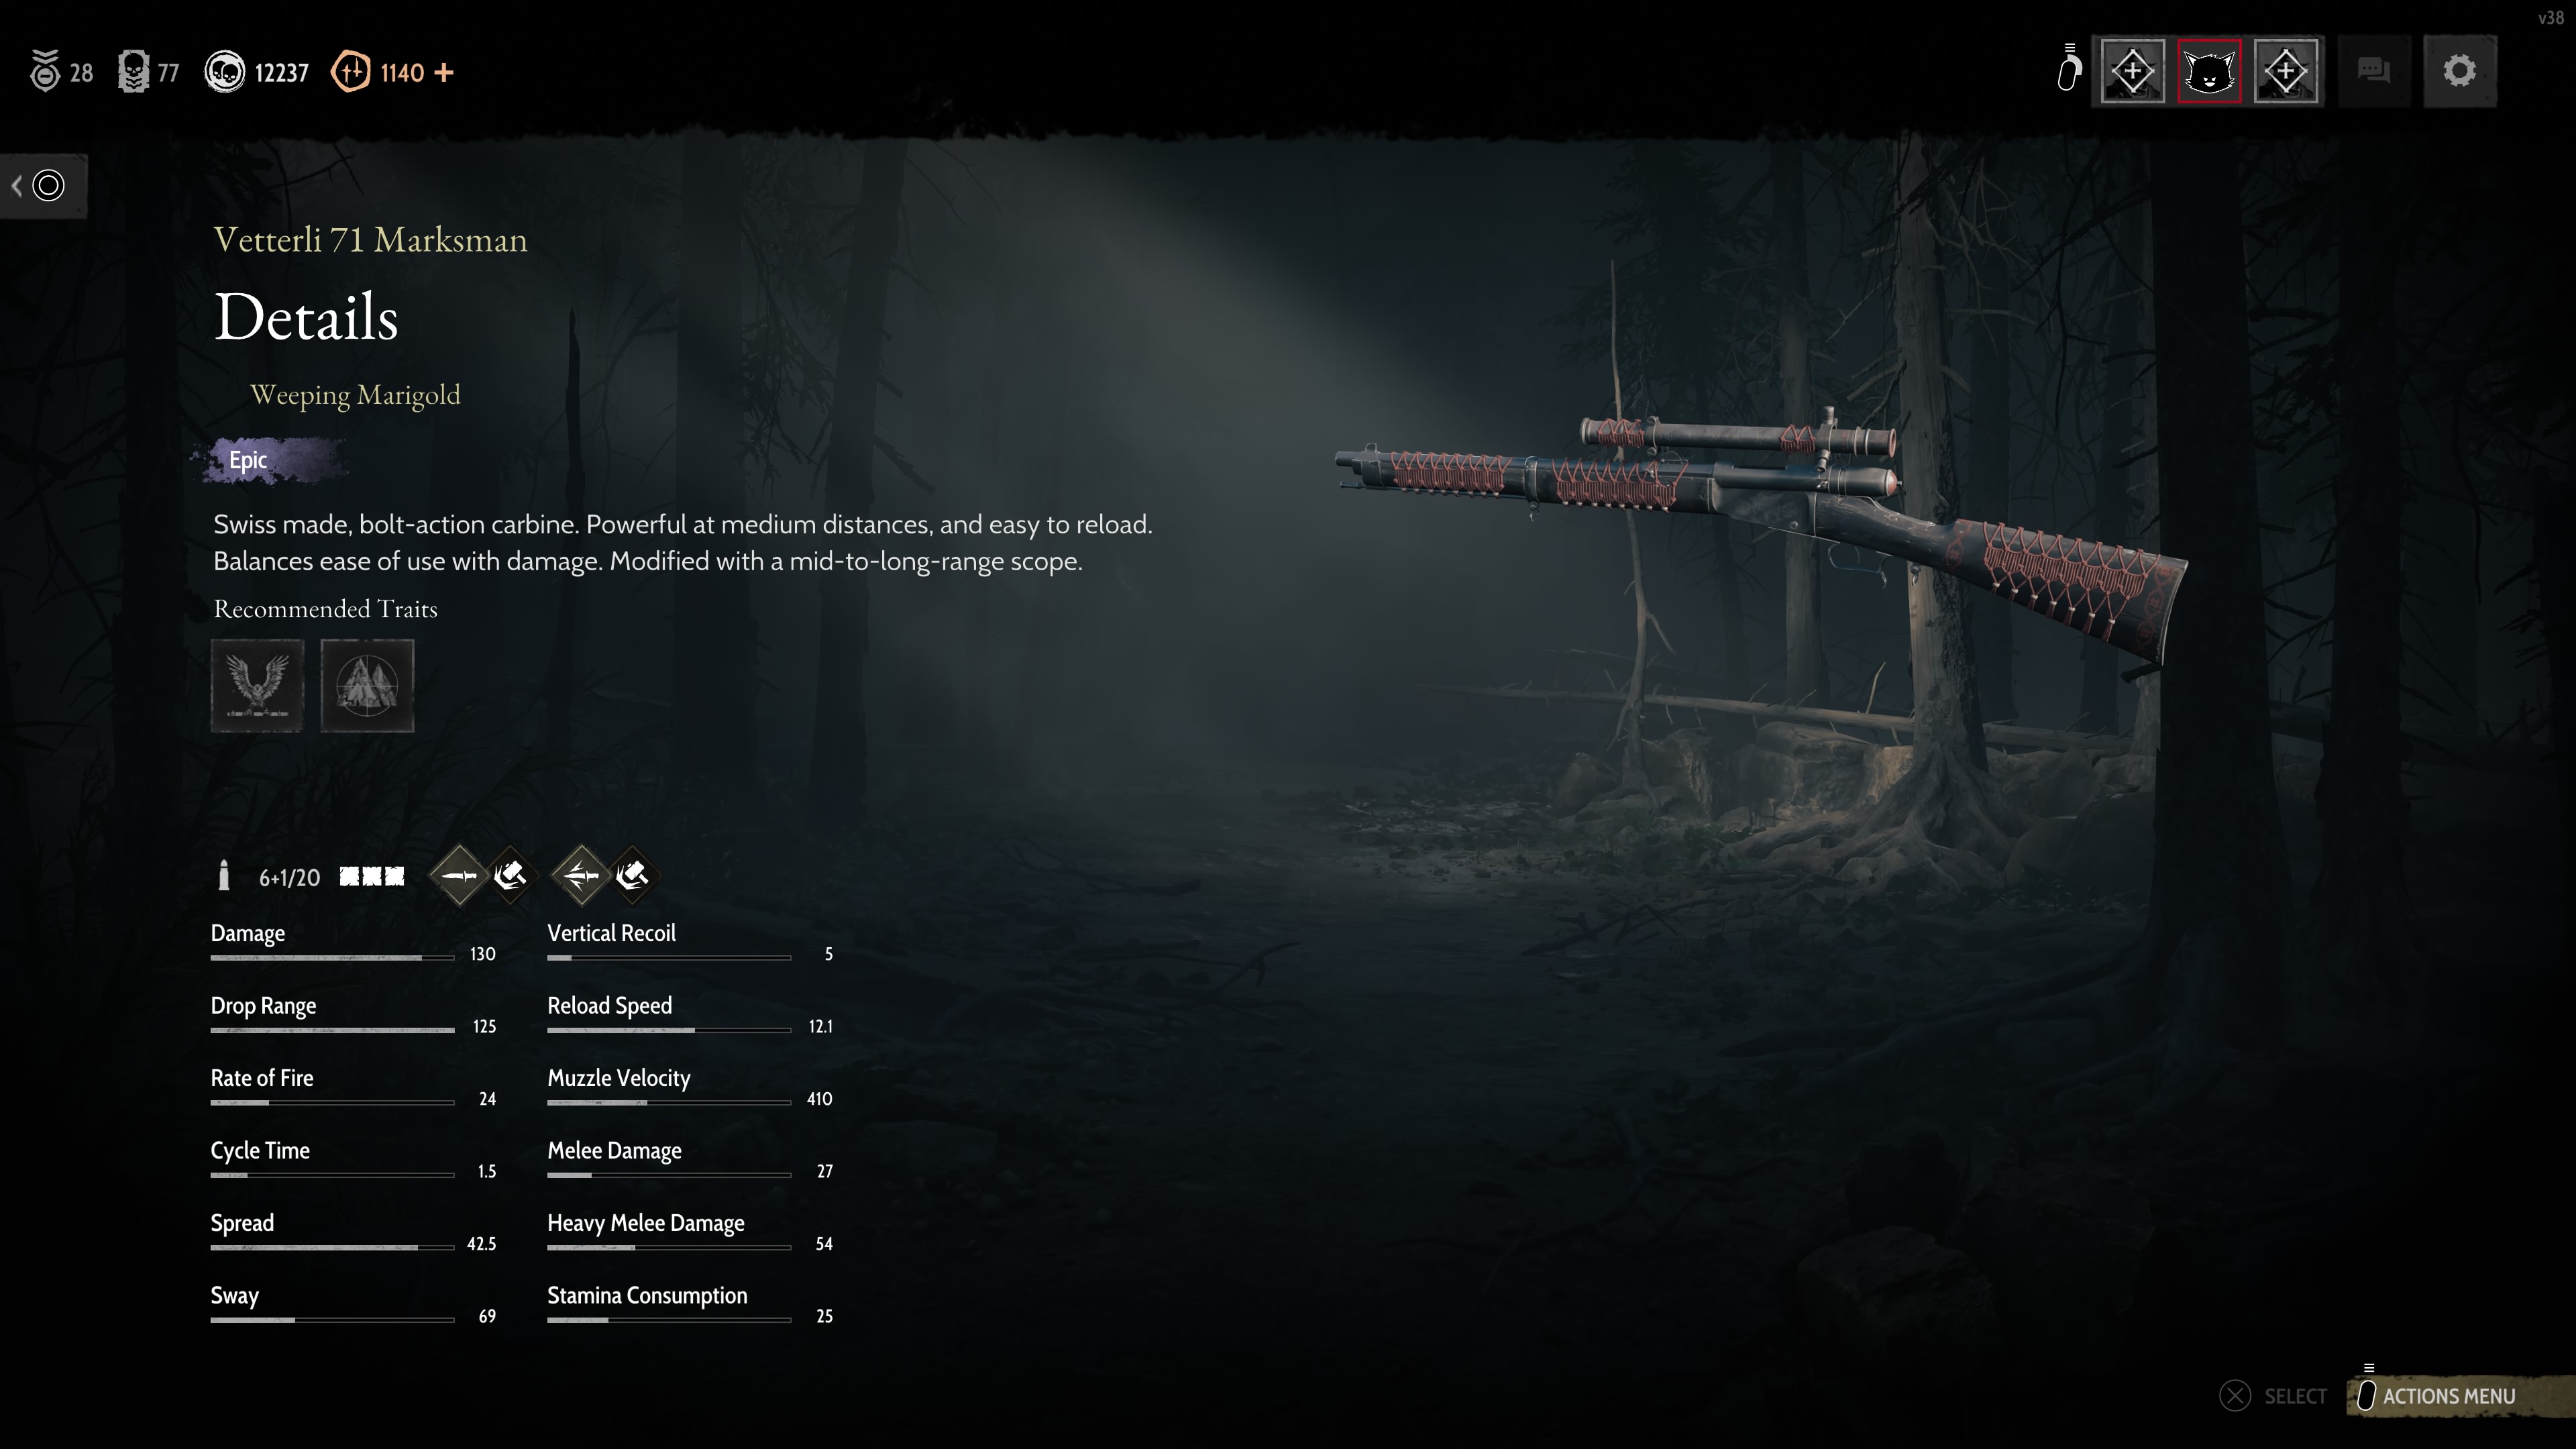 v38
28
77
12237
1140 +
Vetterli 71 Marksman
Details
Weeping Marigold
Epic
Swiss made, bolt-action carbine. Powerful at medium distances, and easy to reload.
Balances ease of use with damage. Modified with a mid-to-long-range scope.
Recommended Traits
6+1/20
Damage
130
Vertical Recoil
5
Drop Range
125
Reload Speed
12.1
Rate of Fire
24
Muzzle Velocity
410
Cycle Time
1.5
Melee Damage
27
Spread
42.5
Heavy Melee Damage
54
Sway
69
Stamina Consumption
25
SELECT
ACTIONS MENU